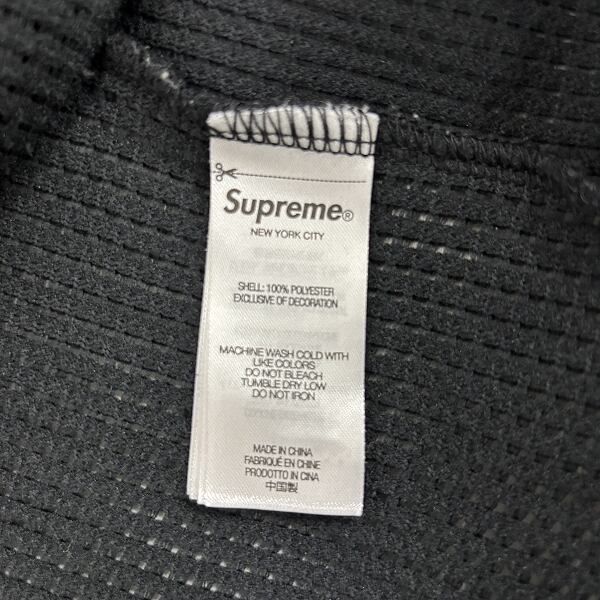 Supreme®
NEW YORK CITY
SHELL: 100% POLYESTER
EXCLUSIVE OF DECORATION
MACHINE WASH COLD WITH
LIKE COLORS
DO NOT BLEACH
TUMBLE DRY LOW
DO NOT IRON
MADE IN CHINA
FABRIQUÉ EN CHINE
PRODOTTO IN CINA
中国製